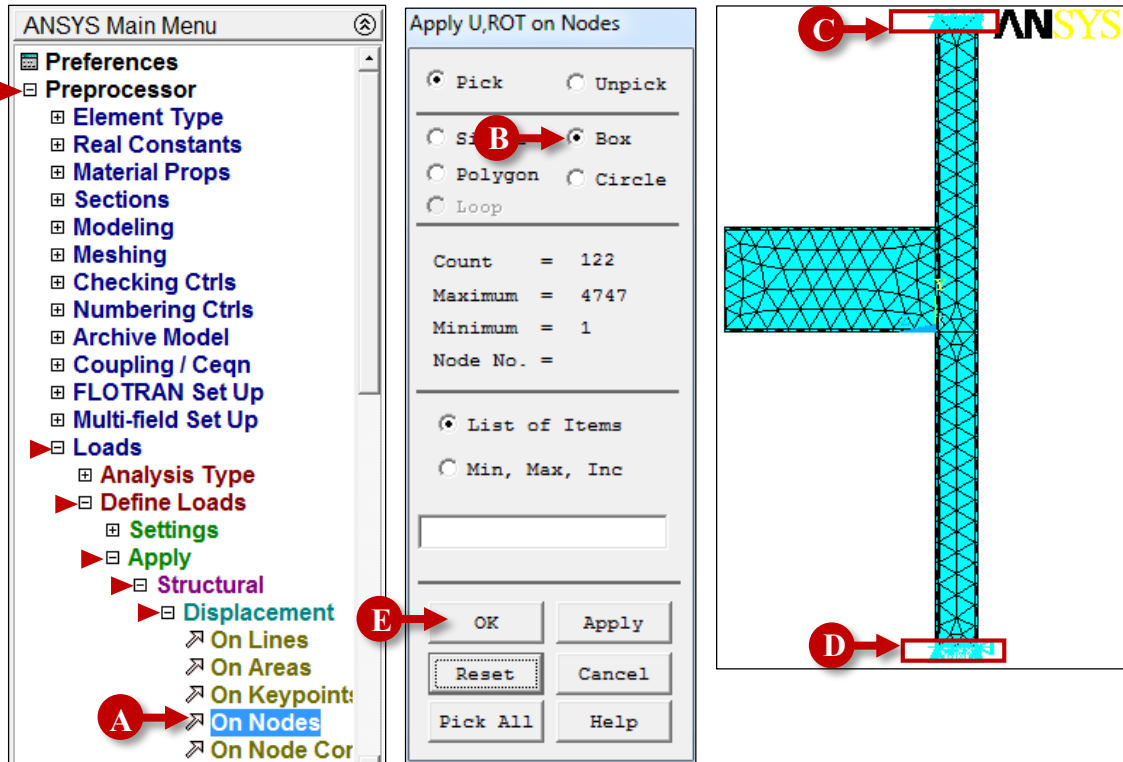 ANSYS Main Menu
Preferences
Preprocessor
Element Type
Real Constants
Material Props
Sections
Modeling
Meshing
Checking Ctrls
Numbering Ctrls
Archive Model
Coupling / Ceqn
FLOTRAN Set Up
Multi-field Set Up
Loads
Analysis Type
Define Loads
Settings
Apply
Structural
Displacement
On Lines
On Areas
On Keypoints
A On Nodes
On Node Cor
Apply U,ROT on Nodes
Pick Unpick
B Box
Polygon Circle
Loop
Count = 122
Maximum = 4747
Minimum = 1
Node No. =
List of Items
Min, Max, Inc
E OK Apply
Reset Cancel
Pick All Help
C ANSYS
D